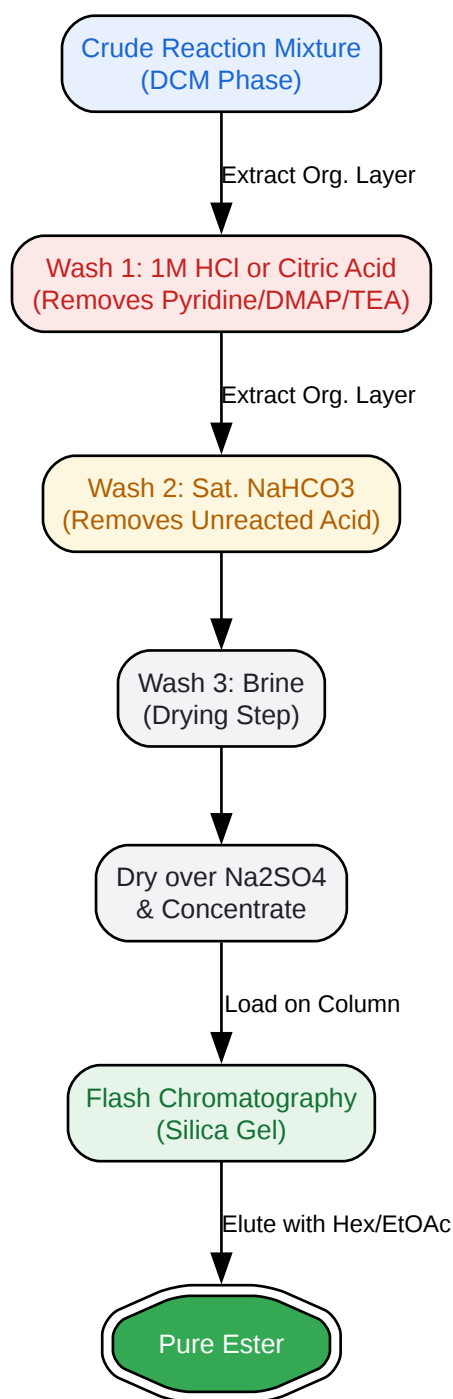 Crude Reaction Mixture
(DCM Phase)
Extract Org. Layer
Wash 1: 1M HCl or Citric Acid
(Removes Pyridine/DMAP/TEA)
Extract Org. Layer
Wash 2: Sat. NaHCO3
(Removes Unreacted Acid)
Wash 3: Brine
(Drying Step)
Dry over Na2SO4
& Concentrate
Load on Column
Flash Chromatography
(Silica Gel)
Elute with Hex/EtOAc
Pure Ester